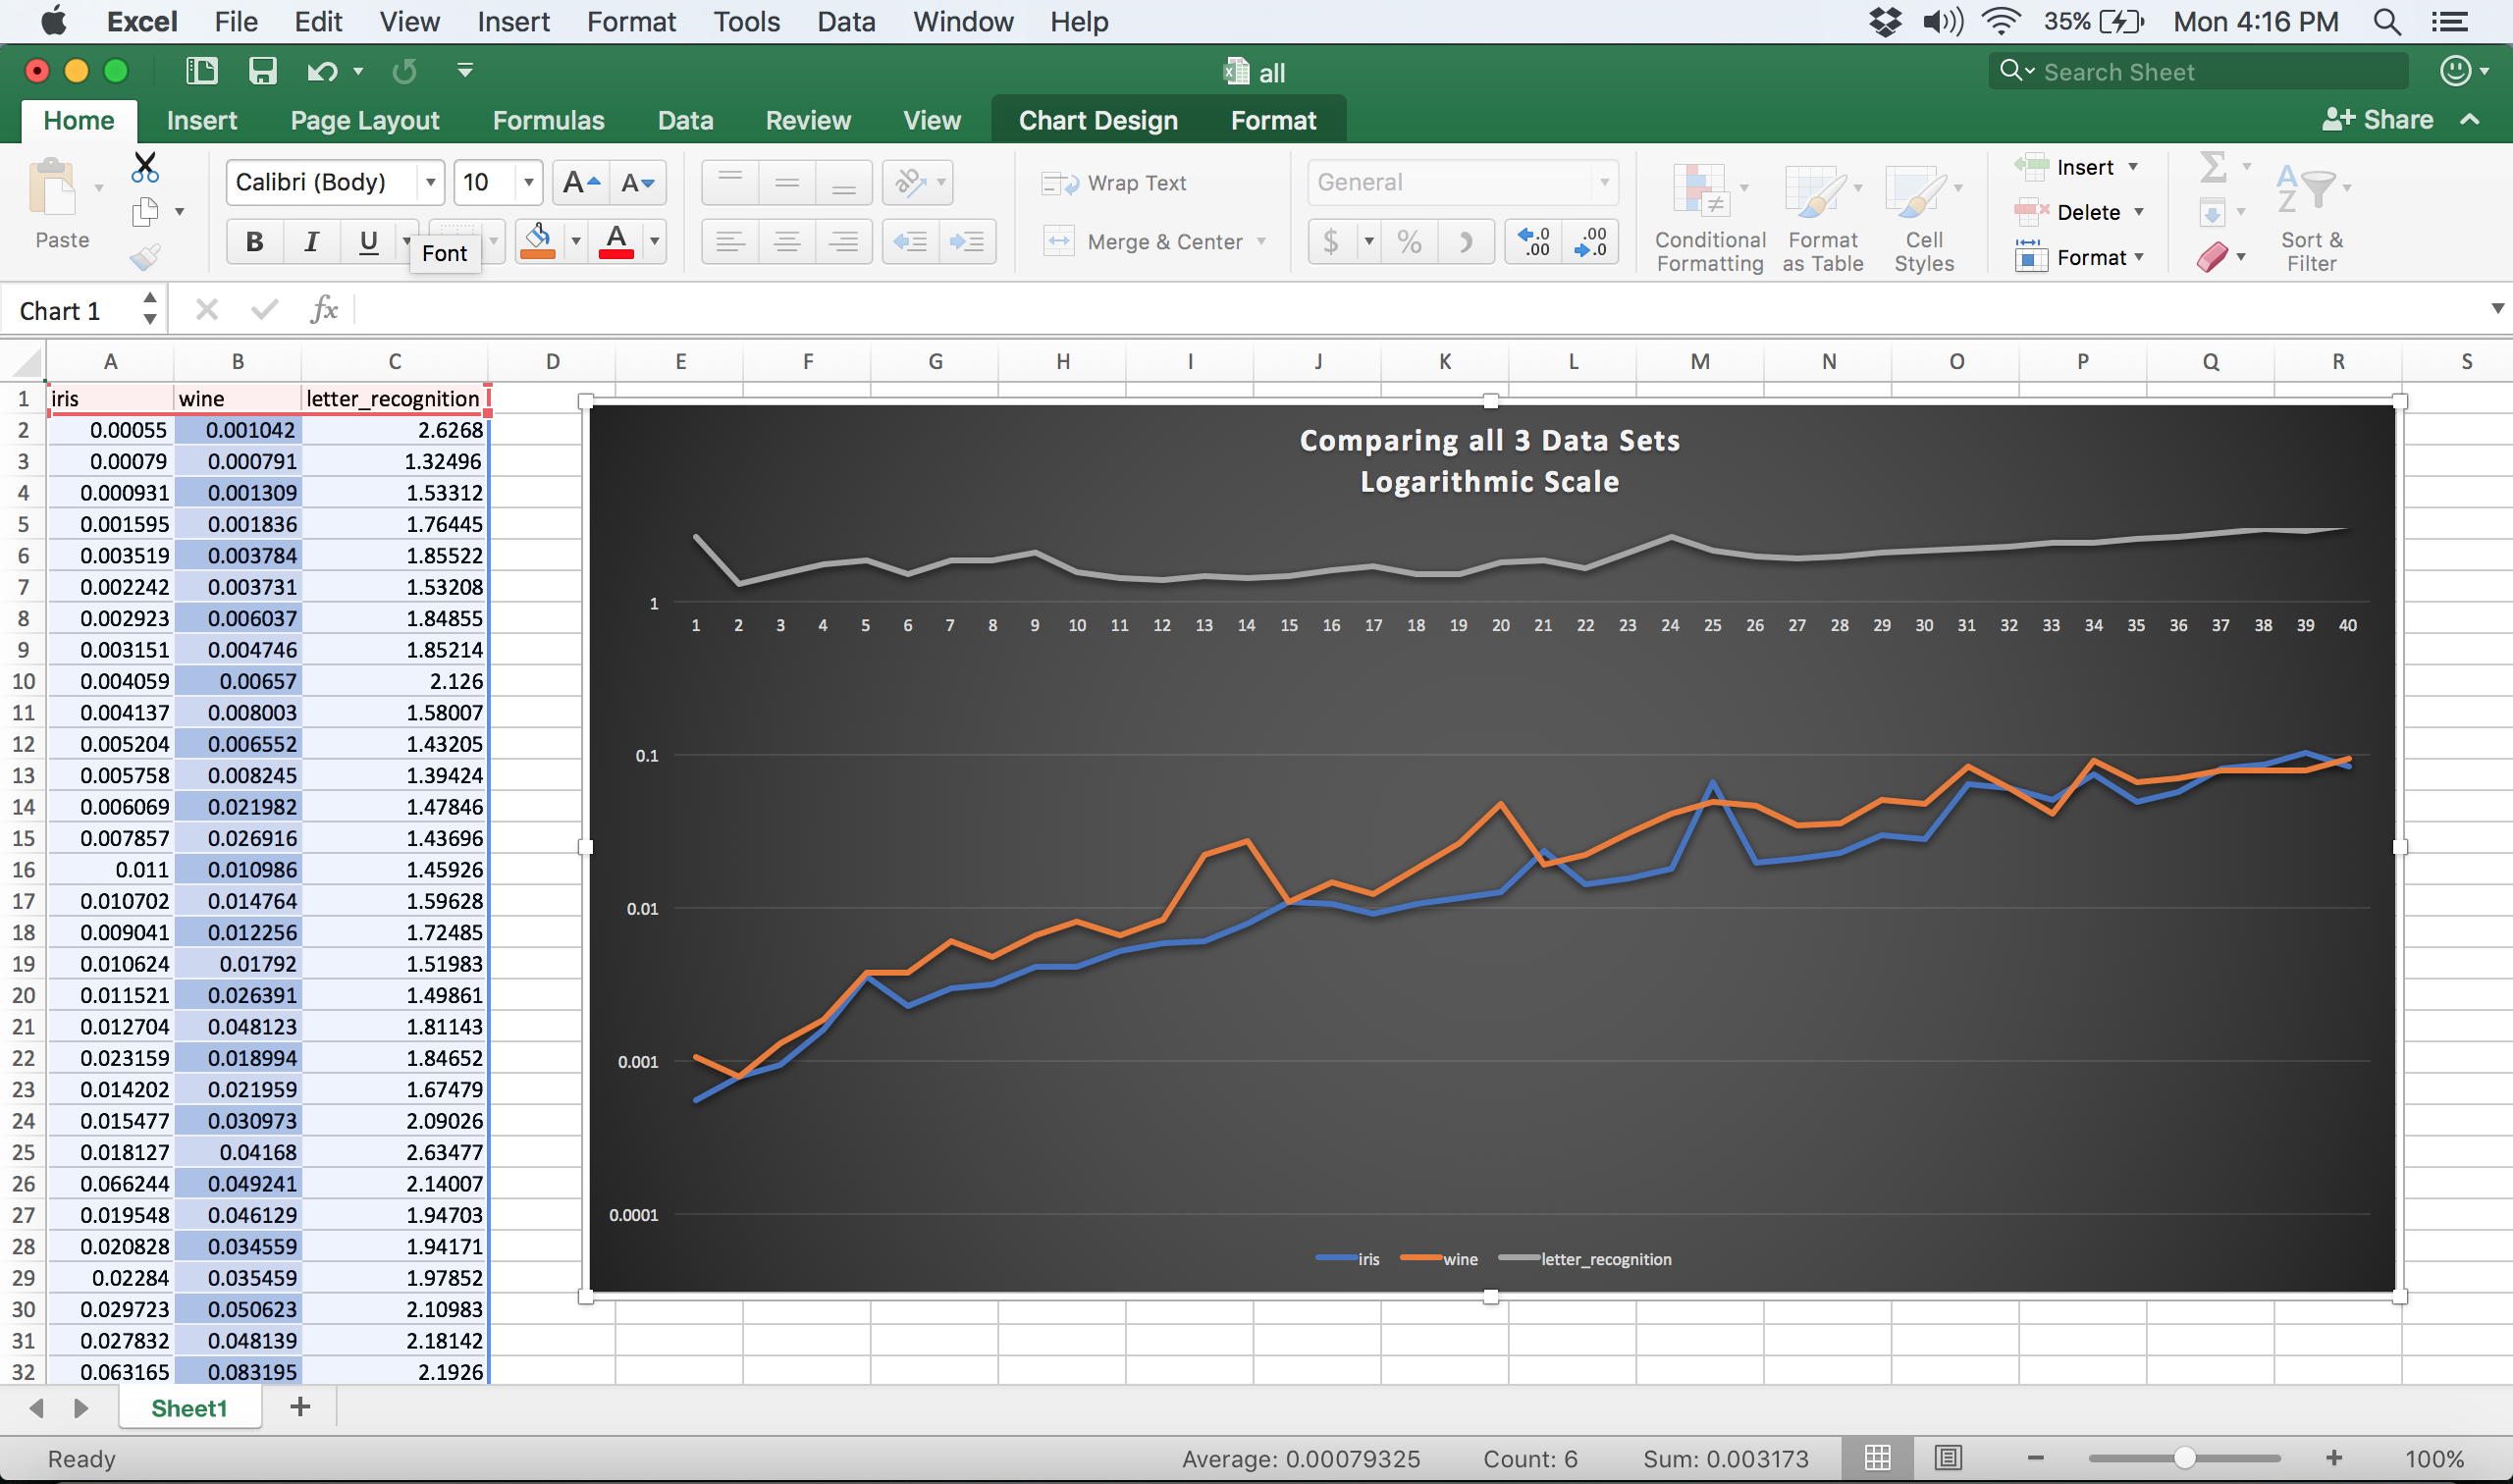 Excel File Edit View Insert Format Tools Data Window Help 35% Mon 4:16 PM
all Search Sheet
Home Insert Page Layout Formulas Data Review View Chart Design Format Share
Paste Calibri (Body) 10 A A Wrap Text General Conditional Formatting Format as Table Cell Styles Insert Delete Format Sort & Filter
B I U A Merge & Center $ % .0 .00 .00 .0
Font
Chart 1 fx
A B C D E F G H I J K L M N O P Q R S
1 iris wine letter_recognition
2 0.00055 0.001042 2.6268
3 0.00079 0.000791 1.32496
4 0.000931 0.001309 1.53312
5 0.001595 0.001836 1.76445
6 0.003519 0.003784 1.85522
7 0.002242 0.003731 1.53208
8 0.002923 0.006037 1.84855
9 0.003151 0.004746 1.85214
10 0.004059 0.00657 2.126
11 0.004137 0.008003 1.58007
12 0.005204 0.006552 1.43205
13 0.005758 0.008245 1.39424
14 0.006069 0.021982 1.47846
15 0.007857 0.026916 1.43696
16 0.011 0.010986 1.45926
17 0.010702 0.014764 1.59628
18 0.009041 0.012256 1.72485
19 0.010624 0.01792 1.51983
20 0.011521 0.026391 1.49861
21 0.012704 0.048123 1.81143
22 0.023159 0.018994 1.84652
23 0.014202 0.021959 1.67479
24 0.015477 0.030973 2.09026
25 0.018127 0.04168 2.63477
26 0.066244 0.049241 2.14007
27 0.019548 0.046129 1.94703
28 0.020828 0.034559 1.94171
29 0.02284 0.035459 1.97852
30 0.029723 0.050623 2.10983
31 0.027832 0.048139 2.18142
32 0.063165 0.083195 2.1926
Comparing all 3 Data Sets
Logarithmic Scale
1
1 2 3 4 5 6 7 8 9 10 11 12 13 14 15 16 17 18 19 20 21 22 23 24 25 26 27 28 29 30 31 32 33 34 35 36 37 38 39 40
0.1
0.01
0.001
0.0001
iris wine letter_recognition
Sheet1 +
Ready Average: 0.00079325 Count: 6 Sum: 0.003173 100%